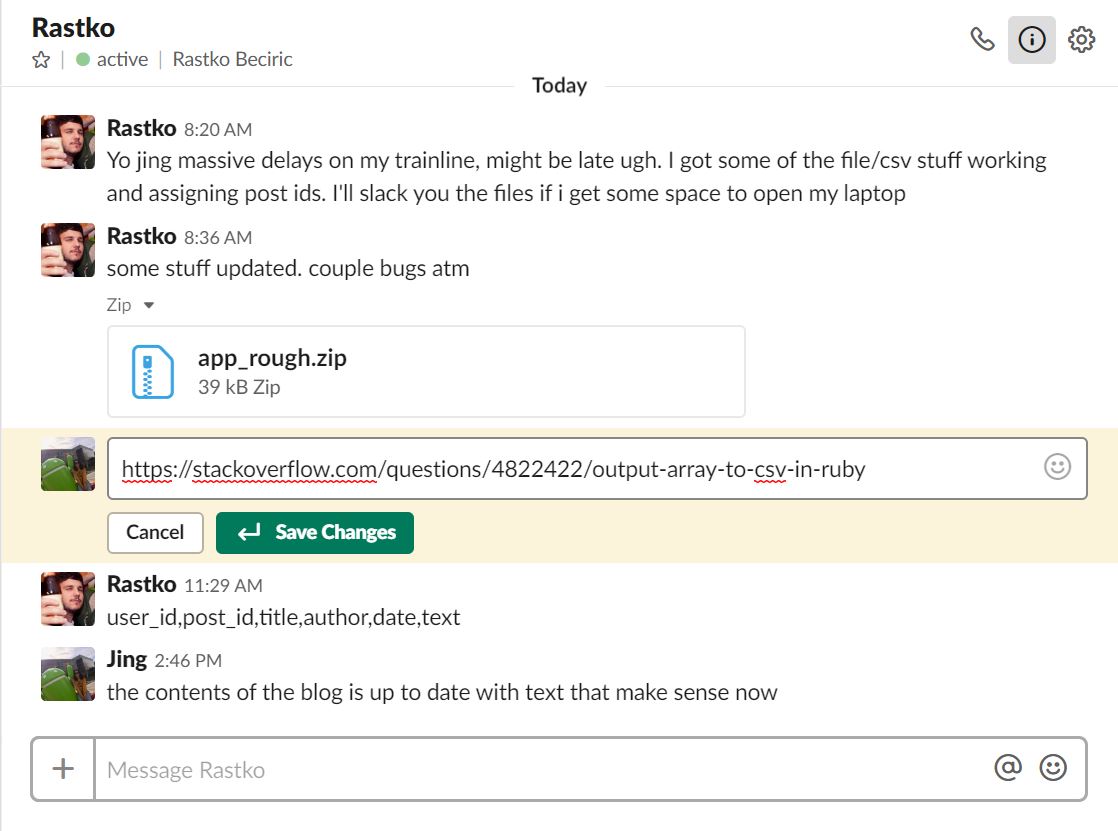 Rastko
active | Rastko Beciric
Today
Rastko 8:20 AM
Yo jing massive delays on my trainline, might be late ugh. I got some of the file/csv stuff working
and assigning post ids. I'll slack you the files if i get some space to open my laptop
Rastko 8:36 AM
some stuff updated. couple bugs atm
Zip
app_rough.zip
39 kB Zip
https://stackoverflow.com/questions/4822422/output-array-to-csv-in-ruby
Cancel
Save Changes
Rastko 11:29 AM
user_id,post_id,title,author,date,text
Jing 2:46 PM
the contents of the blog is up to date with text that make sense now
+ Message Rastko @